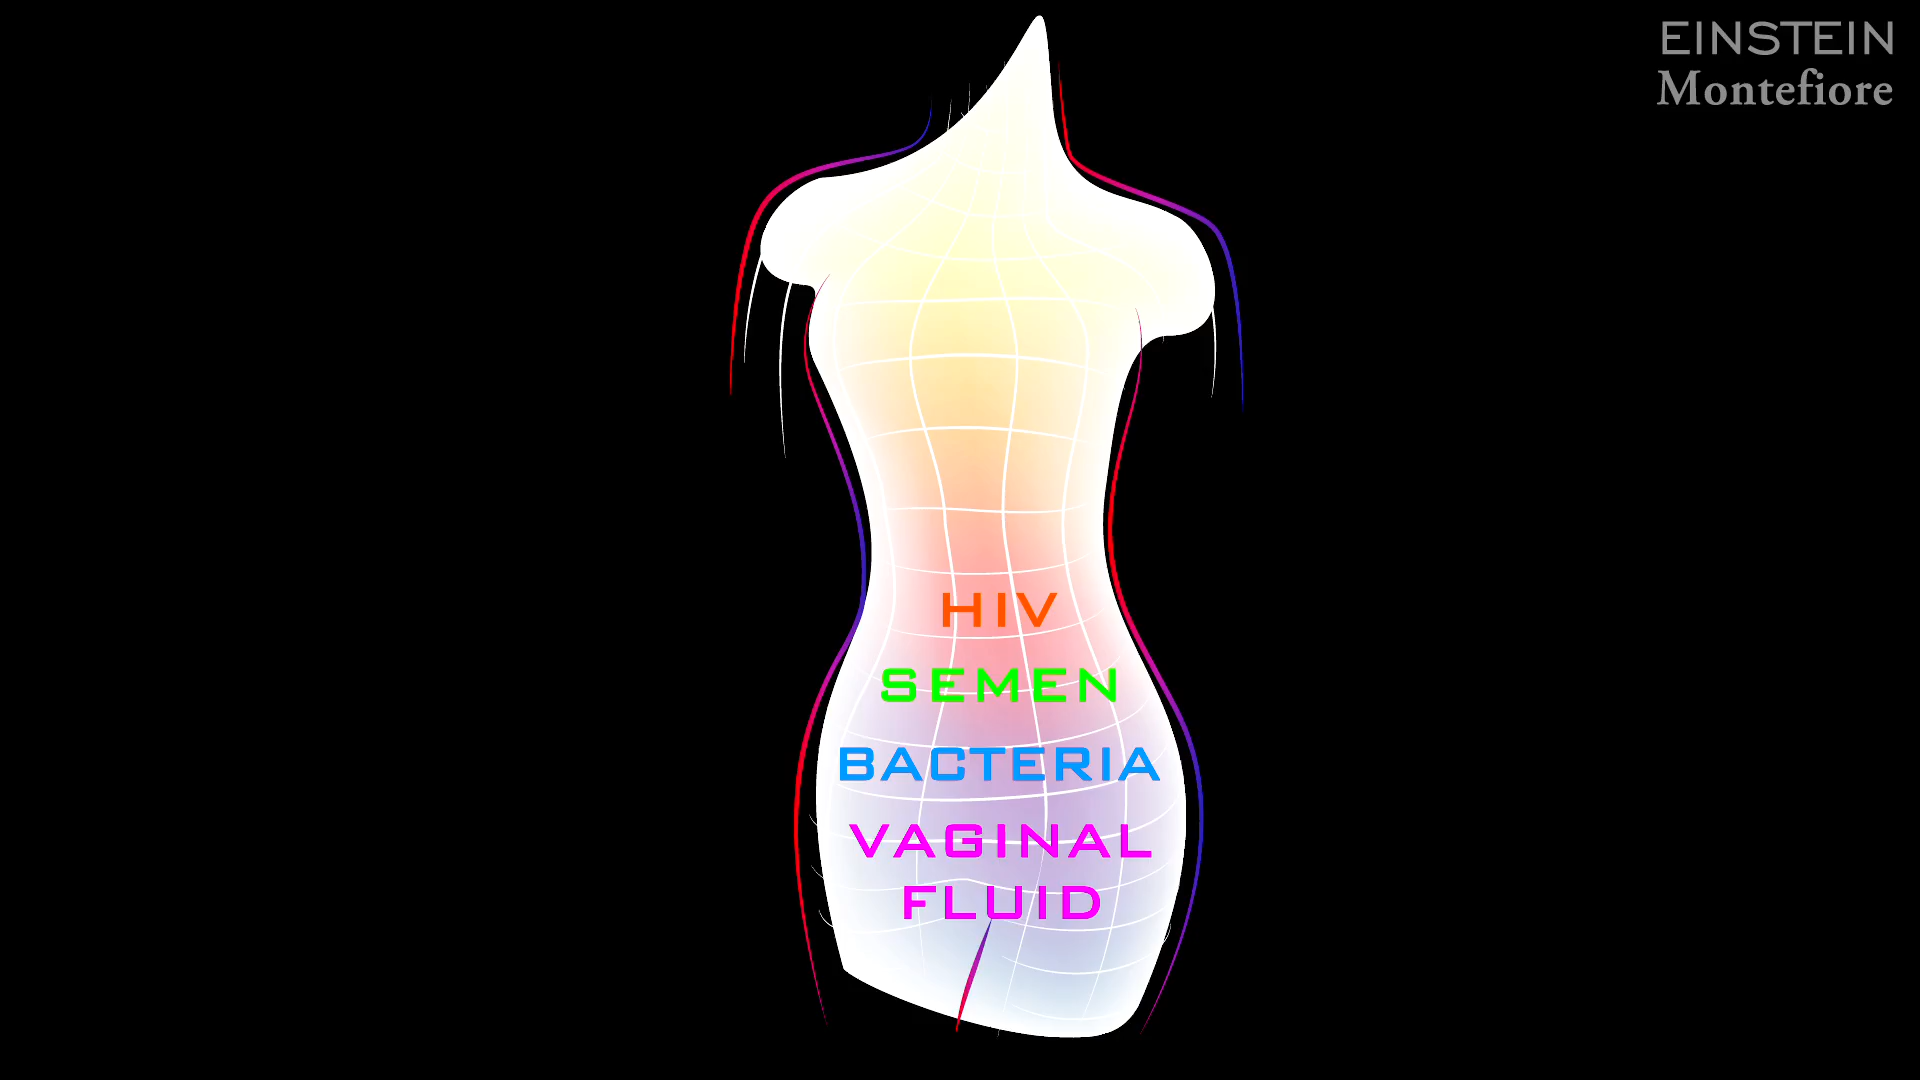 EINSTEIN
Montefiore
HIV
SEMEN
BACTERIA
VAGINAL
FLUID